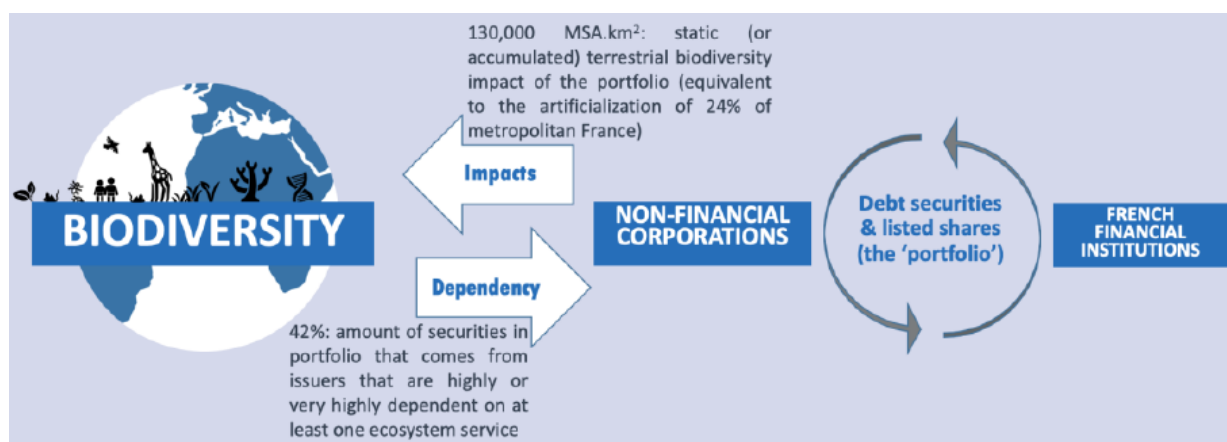 130,000 MSA.km²: static (or
accumulated) terrestrial biodiversity
impact of the portfolio (equivalent
to the artificialization of 24% of
metropolitan France)
Impacts
BIODIVERSITY
NON-FINANCIAL
CORPORATIONS
Debt securities
& listed shares
(the ‘portfolio’)
FRENCH
FINANCIAL
INSTITUTIONS
Dependency
42%: amount of securities in
portfolio that comes from
issuers that are highly or
very highly dependent on at
least one ecosystem service